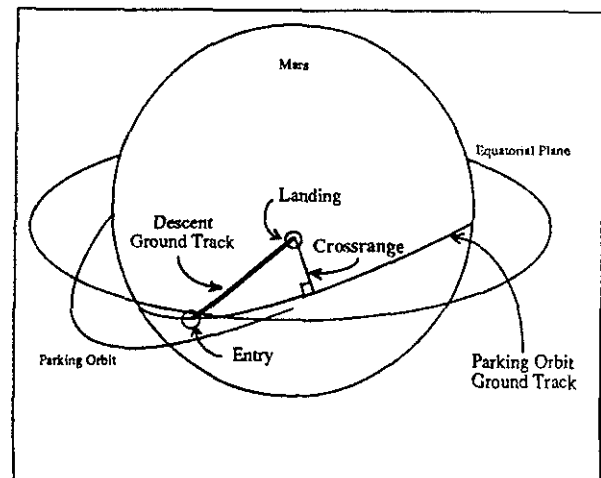 Mars
Equatorial Plane
Landing
Descent
Ground Track
Crossrange
Parking Orbit
Entry
Parking Orbit
Ground Track